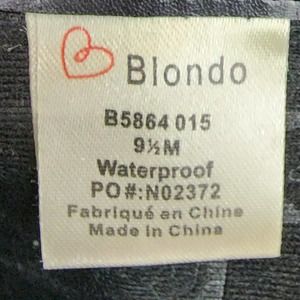 Blondo
B5864 015
9½M
Waterproof
PO#:N02372
Fabriqué en Chine
Made in China